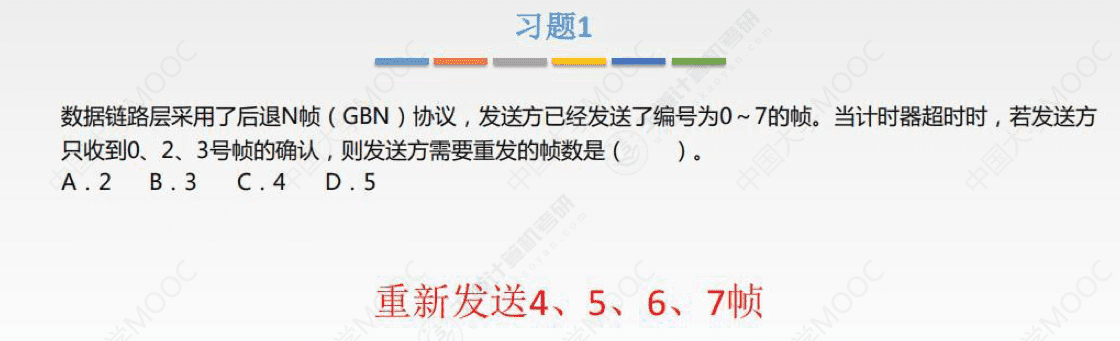 习题1
数据链路层采用了后退N帧（GBN）协议，发送方已经发送了编号为0～7的帧。当计时器超时时，若发送方
只收到0、2、3号帧的确认，则发送方需要重发的帧数是（　　）。
A．2　B．3　C．4　D．5
重新发送4、5、6、7帧